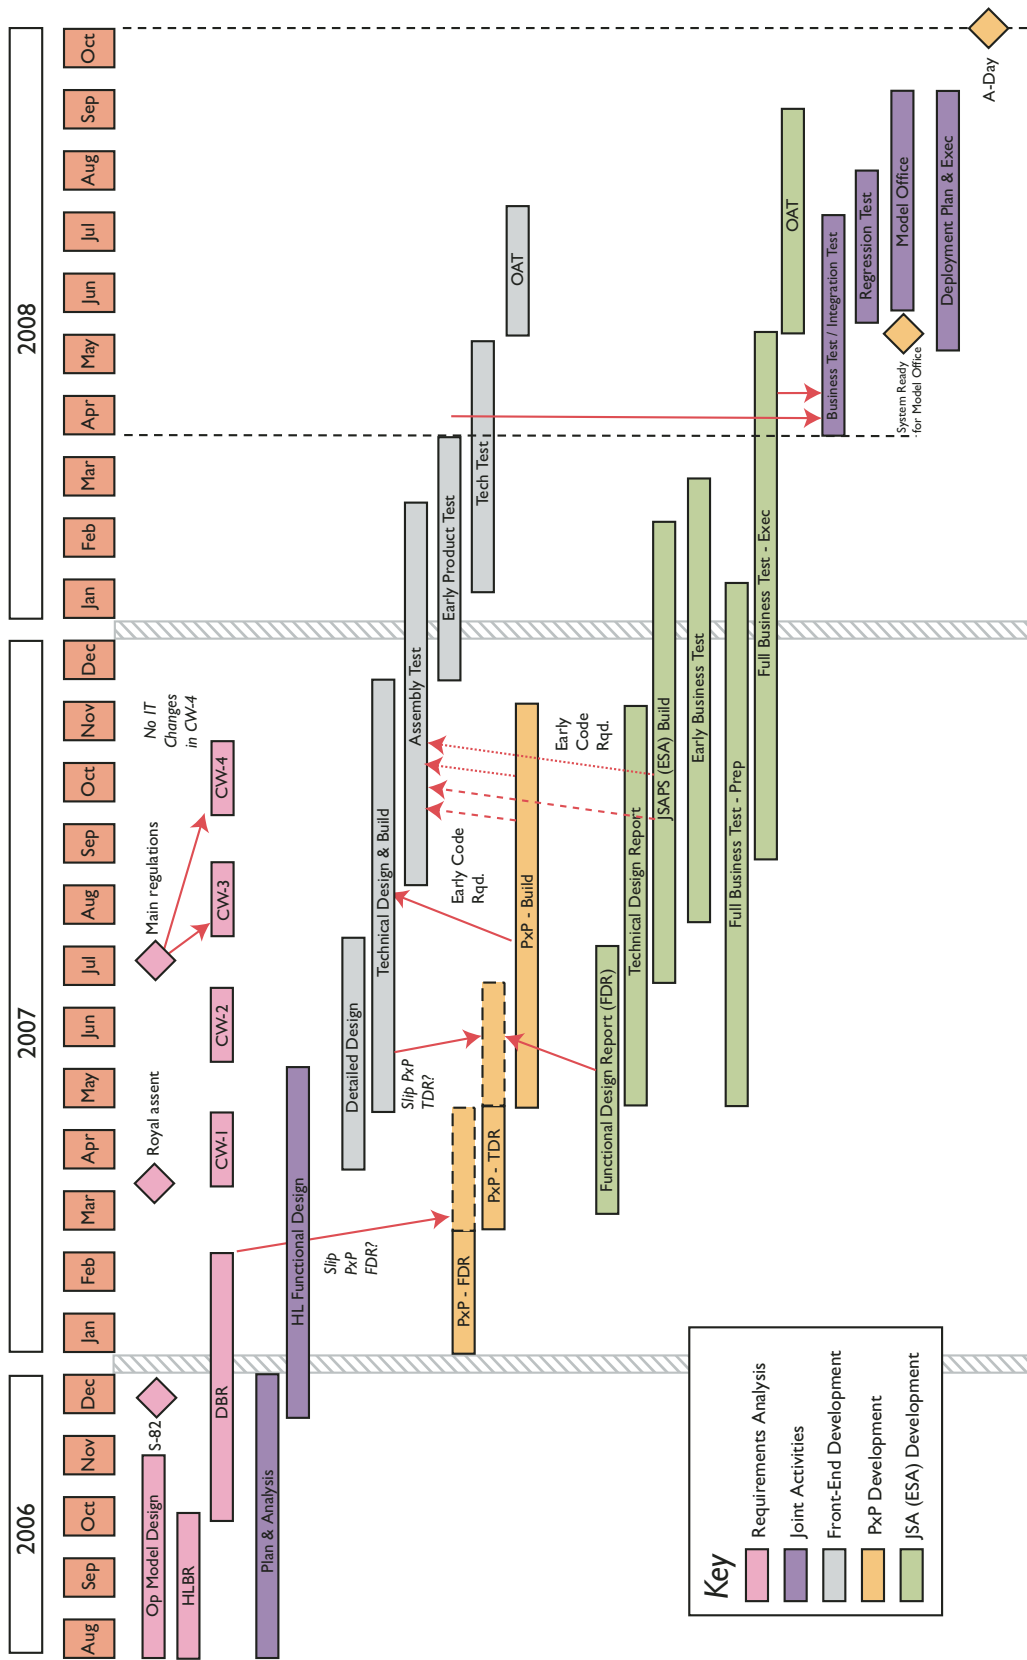 2006
2007
2008
Aug
Sep
Oct
Nov
Dec
Jan
Feb
Mar
Apr
May
Jun
Jul
Aug
Sep
Oct
Nov
Dec
Jan
Feb
Mar
Apr
May
Jun
Jul
Aug
Sep
Oct
Op Model Design
S-82
Royal assent
Main regulations
No IT
Changes
in CW-4
HLBR
DBR
CW-1
CW-2
CW-3
CW-4
Plan & Analysis
HL Functional Design
Slip
PxP
FDR?
Detailed Design
Technical Design & Build
Slip PxP
TDR?
Assembly Test
Early Code
Rqd.
Early Product Test
Tech Test
OAT
PxP - FDR
PxP - TDR
PxP - Build
Early
Code
Rqd.
Functional Design Report (FDR)
Technical Design Report
JSAPS (ESA) Build
Early Business Test
Full Business Test - Prep
Full Business Test - Exec
OAT
Business Test / Integration Test
Regression Test
System Ready
for Model Office
Model Office
Deployment Plan & Exec
A-Day
Key
Requirements Analysis
Joint Activities
Front-End Development
PxP Development
JSA (ESA) Development